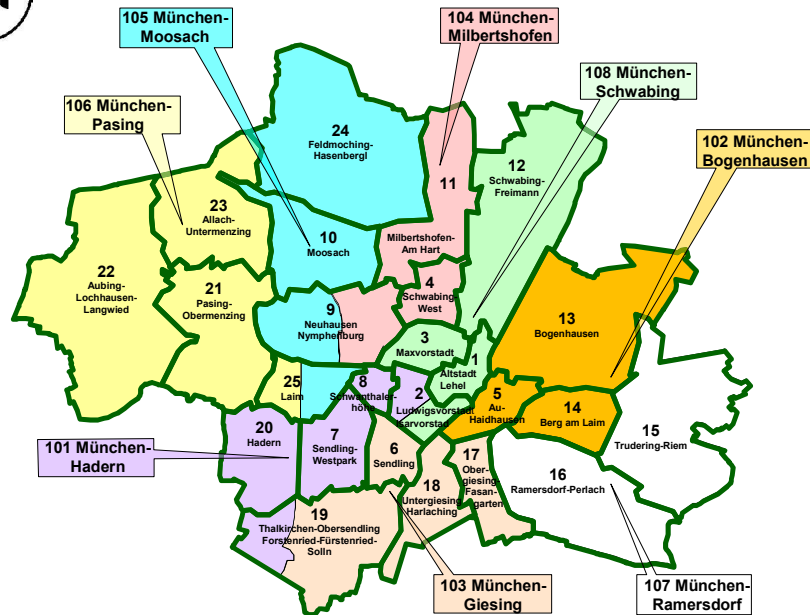 105 München-
Moosach
104 München-
Milbertshofen
108 München-
Schwabing
106 München-
Pasing
102 München-
Bogenhausen
24
Feldmoching-
Hasenbergl
11
Milbertshofen-
Am Hart
12
Schwabing-
Freimann
23
Allach-
Untermenzing
10
Moosach
22
Aubing-
Lochhausen-
Langwied
21
Pasing-
Obermenzing
4
Schwabing-
West
9
Neuhausen
Nymphenburg
13
Bogenhausen
3
Maxvorstadt
1
Altstadt
Lehel
25
Laim
8
Schwanthaler-
höhe
2
Ludwigsvorstadt
Isarvorstad
5
Au-
Haidhausen
14
Berg am Laim
15
Trudering-Riem
20
Hadern
7
Sendling-
Westpark
6
Sendling
17
Ober-
giesing-
Fasan-
garten
16
Ramersdorf-Perlach
18
Untergiesing
Harlaching
19
Thalkirchen-Obersendling
Forstenried-Fürstenried-
Solln
101 München-
Hadern
103 München-
Giesing
107 München-
Ramersdorf